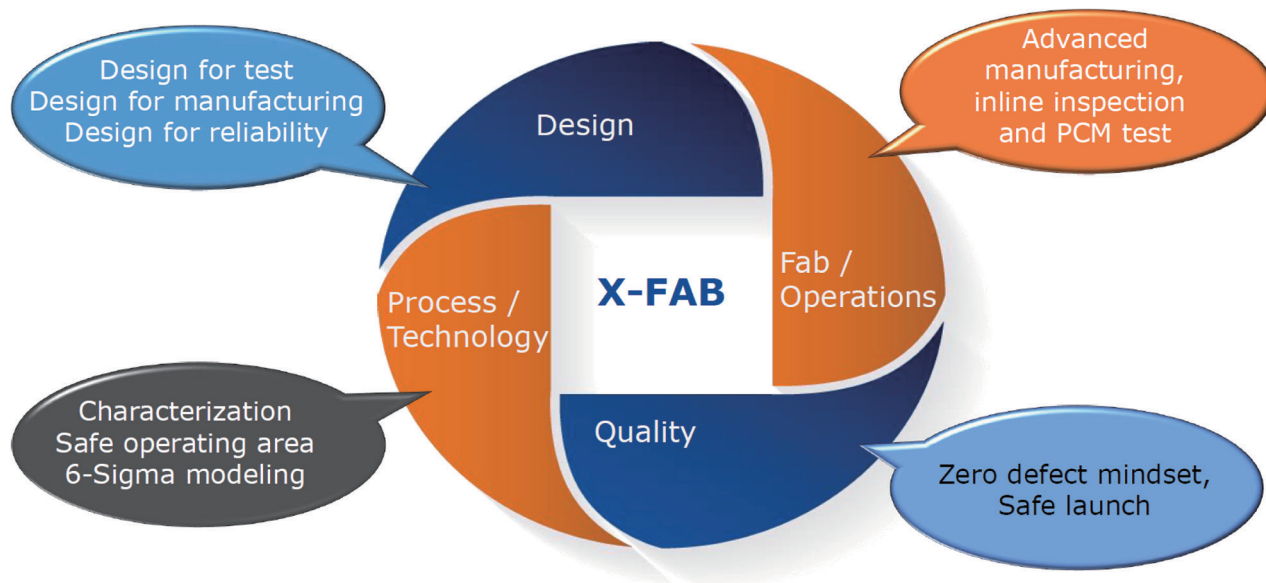 Design for test
Design for manufacturing
Design for reliability
Advanced
manufacturing,
inline inspection
and PCM test
Design
X-FAB
Fab /
Operations
Process /
Technology
Quality
Characterization
Safe operating area
6-Sigma modeling
Zero defect mindset,
Safe launch